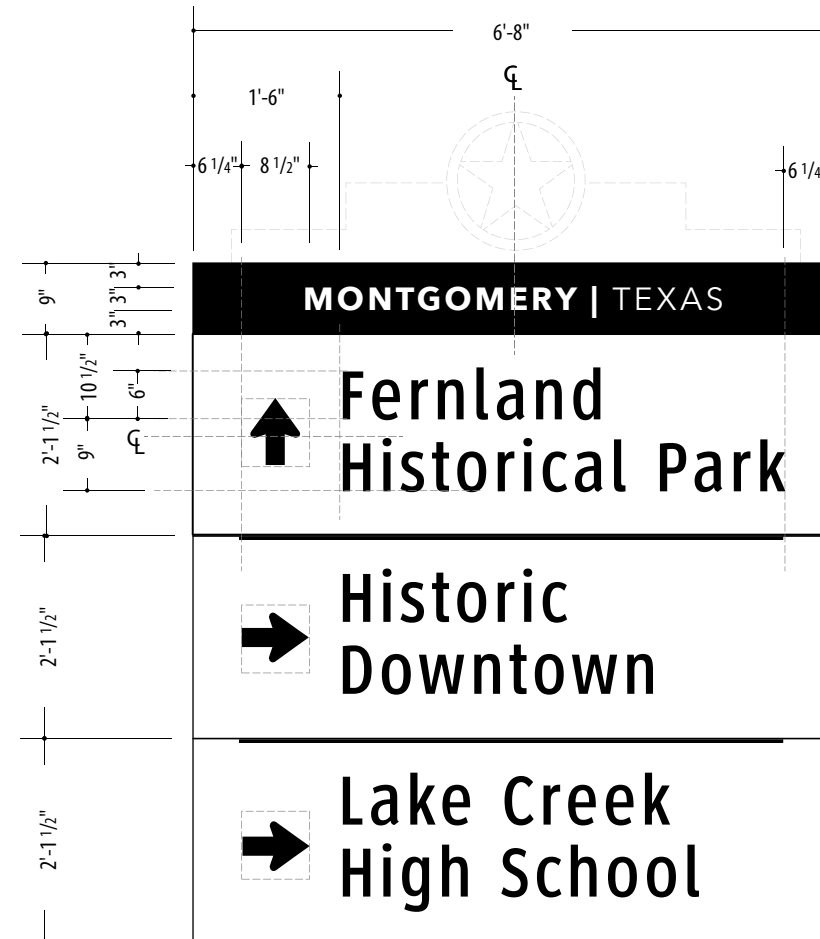 6'-8"
℄
1'-6"
6 1/4"
8 1/2"
6 1/4
3"
9"
3"
3"
MONTGOMERY | TEXAS
10 1/2"
6"
2'-1 1/2"
9"
℄
Fernland
Historical Park
2'-1 1/2"
Historic
Downtown
2'-1 1/2"
Lake Creek
High School